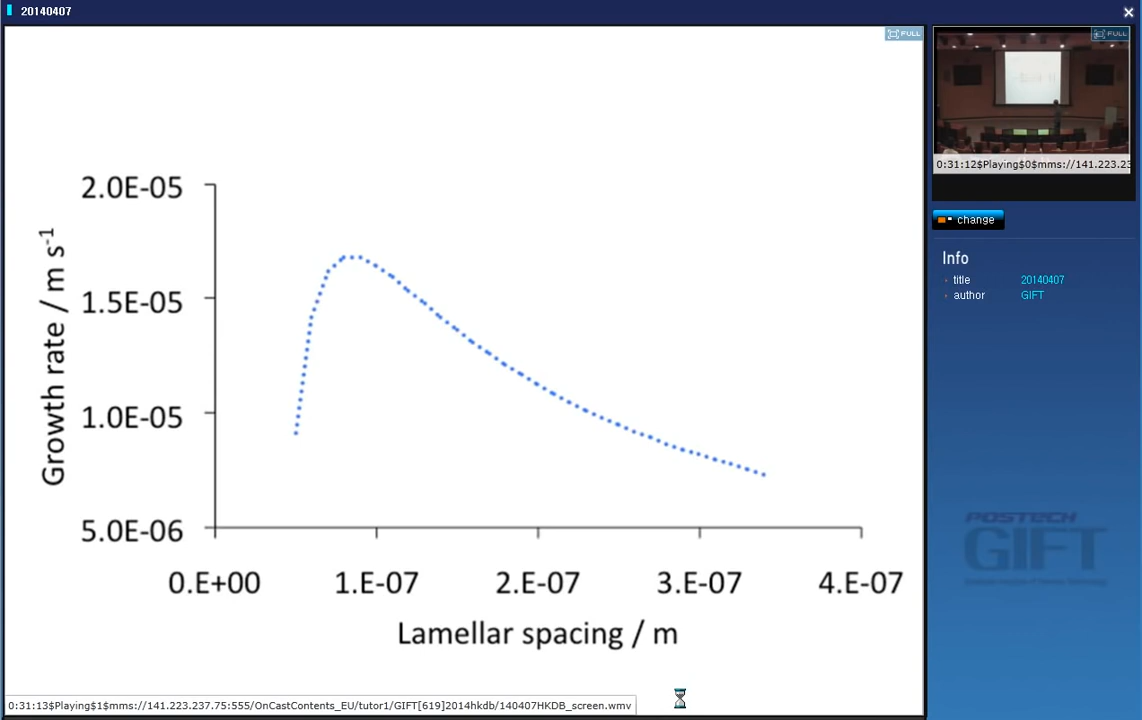 20140407
FULL
2.0E-05
1.5E-05
1.0E-05
5.0E-06
Growth rate / m s-1
0.E+00 1.E-07 2.E-07 3.E-07 4.E-07
Lamellar spacing / m
0:31:13$Playing$1$mms://141.223.237.75:555/OnCastContents_EU/tutor1/GIFT[619]2014hkdb/140407HKDB_screen.wmv
FULL
0:31:12$Playing$0$mms://141.223.23
change
Info
title 20140407
author GIFT
POSTECH
GIFT